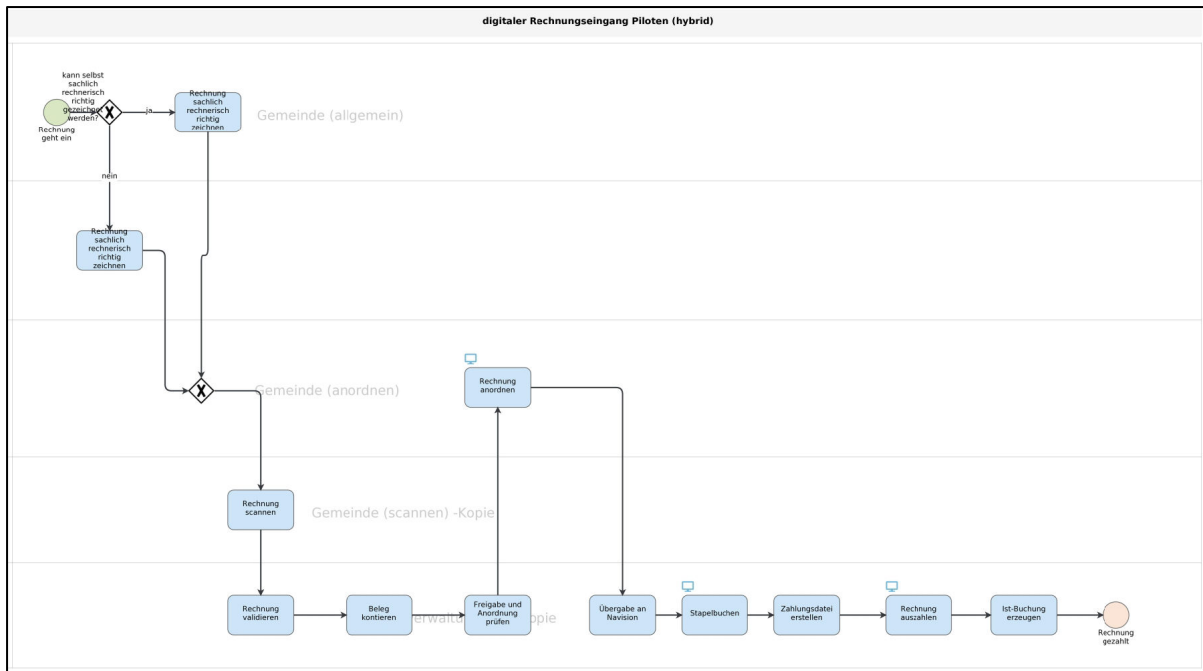 digitaler Rechnungseingang Piloten (hybrid)
kann selbst
sachlich
rechnerisch
richtig
gezeichnet
werden?
Rechnung
geht ein
ja
Rechnung
sachlich
rechnerisch
richtig
zeichnen
Gemeinde (allgemein)
nein
Rechnung
sachlich
rechnerisch
richtig
zeichnen
Gemeinde (anordnen)
Rechnung
anordnen
Rechnung
scannen
Gemeinde (scannen) -Kopie
Rechnung
validieren
Beleg
kontieren
Freigabe und
Anordnung
prüfen
Übergabe an
Navision
Stapelbuchen
Zahlungsdatei
erstellen
Rechnung
auszahlen
Ist-Buchung
erzeugen
Rechnung
gezahlt